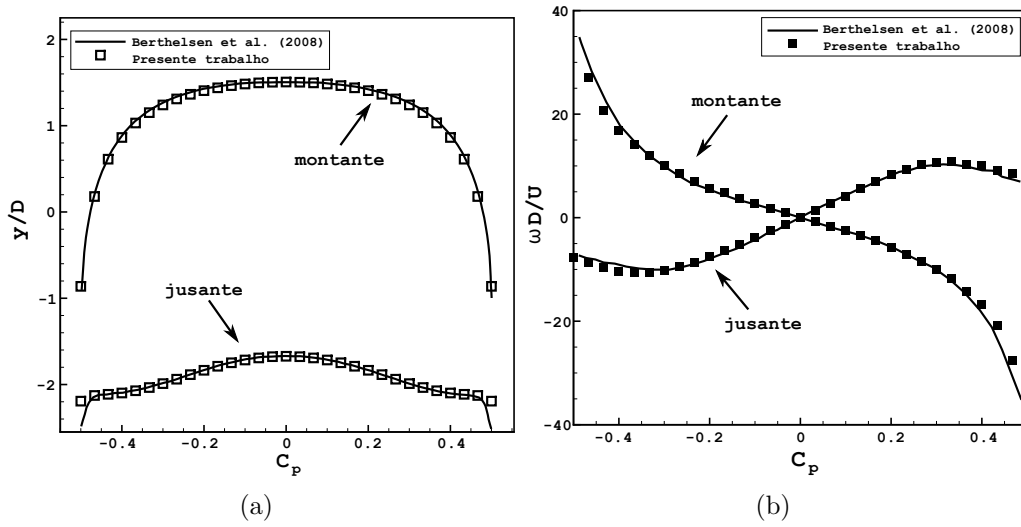 Berthelsen et al. (2008)
Presente trabalho
2
1
0
-1
-2
y/D
montante
jusante
-0.4
-0.2
0
0.2
0.4
C_p
(a)
Berthelsen et al. (2008)
Presente trabalho
40
20
0
-20
-40
ωD/U
montante
jusante
-0.4
-0.2
0
0.2
0.4
C_p
(b)